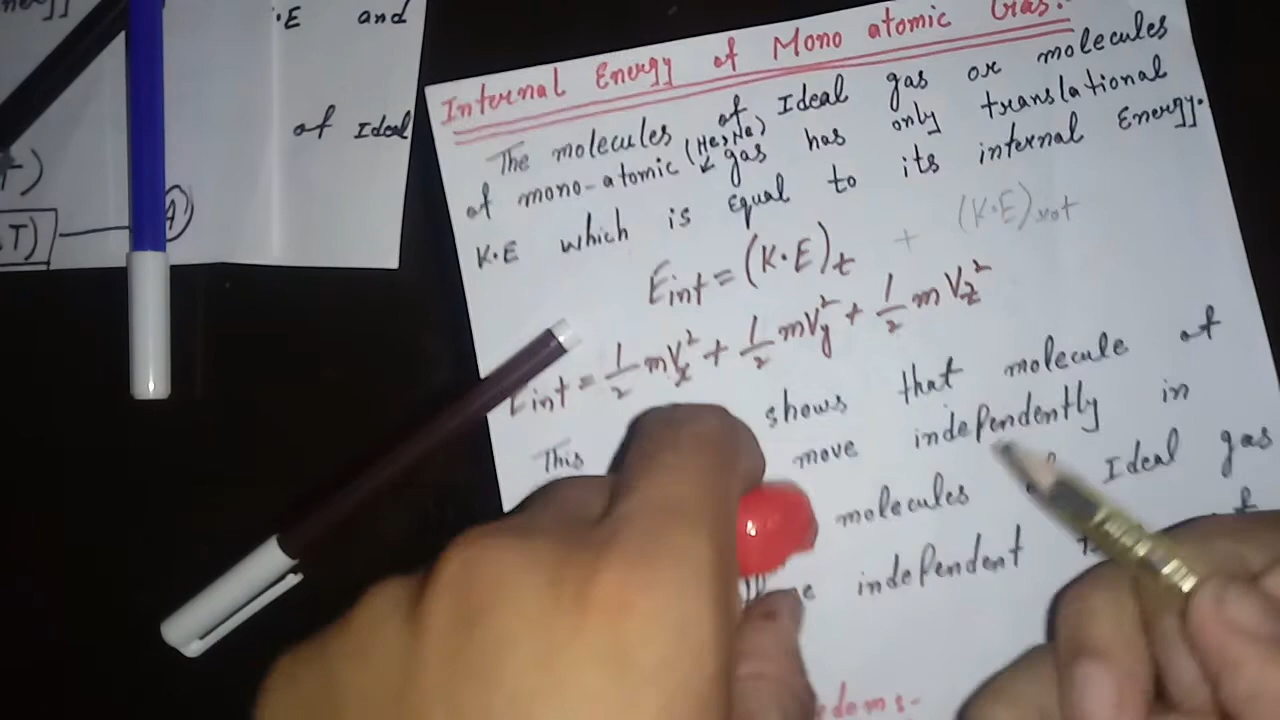 .E and
of Ideal
T)
A
.T)
Internal Energy of Mono atomic Gas.
The molecules of Ideal gas or molecules
of mono-atomic (He, Ne) gas has only translational
K.E which is equal to its internal Energy.
Eint = (K.E)t + (K.E)rot
Eint = 1/2 mVx² + 1/2 mVy² + 1/2 mVz²
This shows that molecule of
move independently in
molecules Ideal gas
independent